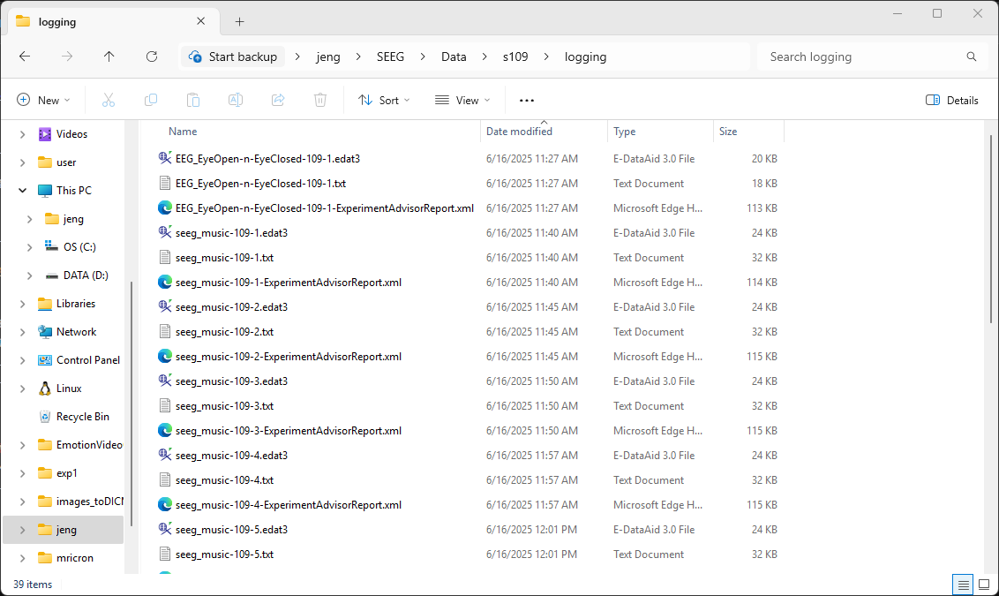 logging
Start backup > jeng > SEEG > Data > s109 > logging
Search logging
New Sort View ... Details
Name Date modified Type Size
Videos
user
This PC
jeng
OS (C:)
DATA (D:)
Libraries
Network
Control Panel
Linux
Recycle Bin
EmotionVideo
exp1
images_toDICM
jeng
mricron
EEG_EyeOpen-n-EyeClosed-109-1.edat3 6/16/2025 11:27 AM E-DataAid 3.0 File 20 KB
EEG_EyeOpen-n-EyeClosed-109-1.txt 6/16/2025 11:27 AM Text Document 18 KB
EEG_EyeOpen-n-EyeClosed-109-1-ExperimentAdvisorReport.xml 6/16/2025 11:27 AM Microsoft Edge H... 113 KB
seeg_music-109-1.edat3 6/16/2025 11:40 AM E-DataAid 3.0 File 24 KB
seeg_music-109-1.txt 6/16/2025 11:40 AM Text Document 32 KB
seeg_music-109-1-ExperimentAdvisorReport.xml 6/16/2025 11:40 AM Microsoft Edge H... 114 KB
seeg_music-109-2.edat3 6/16/2025 11:45 AM E-DataAid 3.0 File 24 KB
seeg_music-109-2.txt 6/16/2025 11:45 AM Text Document 32 KB
seeg_music-109-2-ExperimentAdvisorReport.xml 6/16/2025 11:45 AM Microsoft Edge H... 115 KB
seeg_music-109-3.edat3 6/16/2025 11:50 AM E-DataAid 3.0 File 24 KB
seeg_music-109-3.txt 6/16/2025 11:50 AM Text Document 32 KB
seeg_music-109-3-ExperimentAdvisorReport.xml 6/16/2025 11:50 AM Microsoft Edge H... 115 KB
seeg_music-109-4.edat3 6/16/2025 11:57 AM E-DataAid 3.0 File 24 KB
seeg_music-109-4.txt 6/16/2025 11:57 AM Text Document 32 KB
seeg_music-109-4-ExperimentAdvisorReport.xml 6/16/2025 11:57 AM Microsoft Edge H... 115 KB
seeg_music-109-5.edat3 6/16/2025 12:01 PM E-DataAid 3.0 File 24 KB
seeg_music-109-5.txt 6/16/2025 12:01 PM Text Document 32 KB
39 items